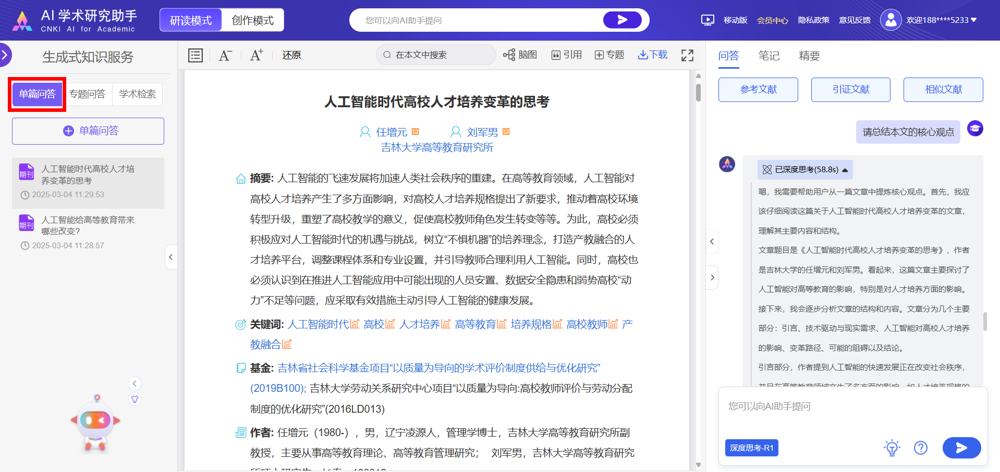 AI 学术研究助手
CNKI AI for Academic
研读模式
创作模式
您可以向AI助手提问
移动版
会员中心
隐私政策
意见反馈
欢迎188****5233
生成式知识服务
单篇问答
专题问答
学术检索
单篇问答
期刊
人工智能时代高校人才培
养变革的思考
2025-03-04 11:29:53
期刊
人工智能给高等教育带来
哪些改变?
2025-03-04 11:28:57
A−
A+
还原
在本文中搜索
脑图
引用
专题
下载
人工智能时代高校人才培养变革的思考
任增元
刘军男
吉林大学高等教育研究所
摘要: 人工智能的飞速发展将加速人类社会秩序的重建。在高等教育领域，人工智能对
高校人才培养产生了多方面影响，对高校人才培养规格提出了新要求，推动着高校环境
转型升级，重塑了高校教学的意义，促使高校教师角色发生转变等等。为此，高校必须
积极应对人工智能时代的机遇与挑战，树立“不惧机器”的培养理念，打造产教融合的人
才培养平台，调整课程体系和专业设置，并引导教师合理利用人工智能。同时，高校也
必须认识到在推进人工智能应用中可能出现的人员安置、数据安全隐患和弱势高校“动
力”不足等问题，应采取有效措施主动引导人工智能的健康发展。
关键词: 人工智能时代 高校 人才培养 高等教育 培养规格 高校教师 产
教融合
基金: 吉林省社会科学基金项目“以质量为导向的学术评价制度供给与优化研究”
(2019B100); 吉林大学劳动关系研究中心项目“以质量为导向:高校教师评价与劳动分配
制度的优化研究”(2016LD013)
作者: 任增元（1980-），男，辽宁凌源人，管理学博士，吉林大学高等教育研究所副
教授，主要从事高等教育理论、高等教育管理研究； 刘军男，吉林大学高等教育研究
问答
笔记
精要
参考文献
引证文献
相似文献
请总结本文的核心观点
已深度思考(58.8s)
嗯，我需要帮助用户从一篇文章中提炼核心观点。首先，我应
该仔细阅读这篇关于人工智能时代高校人才培养变革的文章，
理解其主要内容和结构。
文章题目是《人工智能时代高校人才培养变革的思考》，作者
是吉林大学的任增元和刘军男。看起来，这篇文章主要探讨了
人工智能对高等教育的影响，特别是对人才培养方面的影响。
接下来，我会逐步分析文章的结构和内容。文章分为几个主要
部分：引言、技术驱动与现实需求、人工智能对高校人才培养
的影响、变革路径、可能的阻碍以及结论。
引言部分，作者提到人工智能的快速发展正在改变社会秩序，
您可以向AI助手提问
深度思考-R1